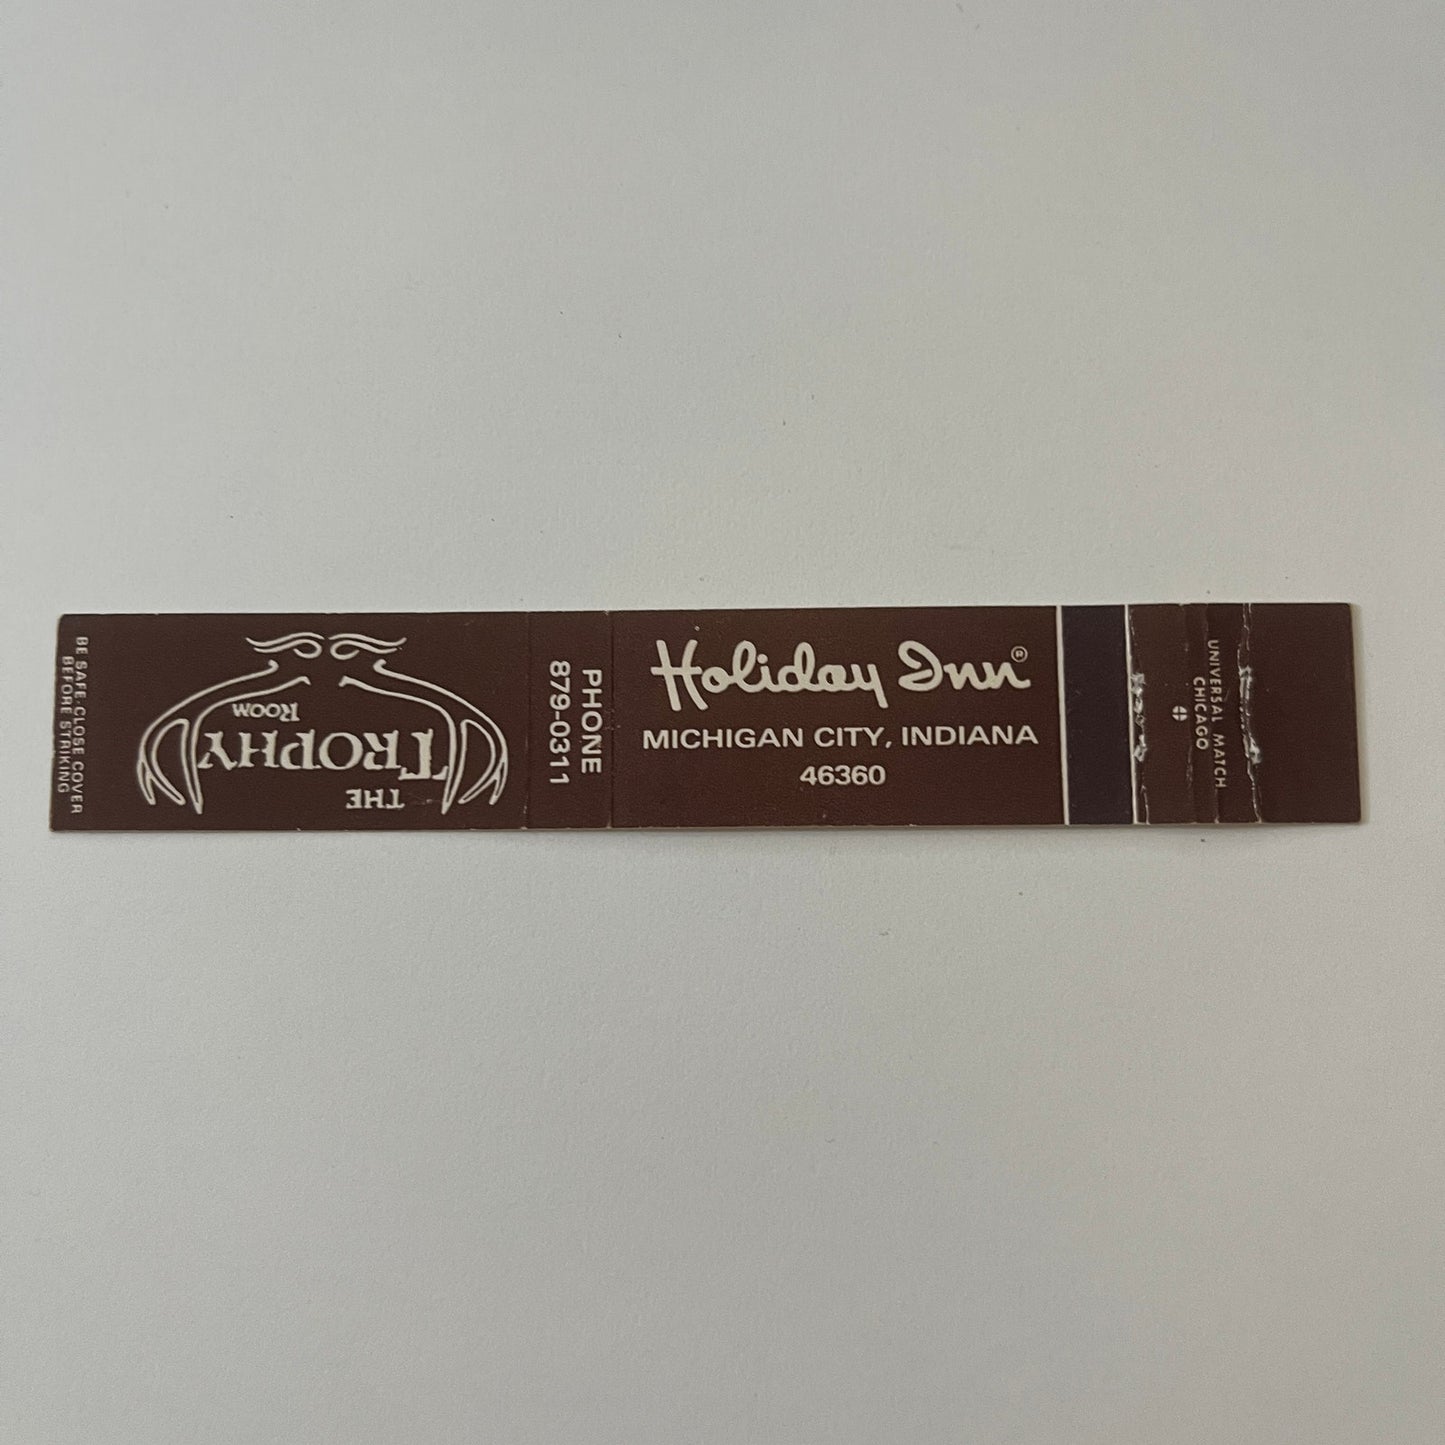 BE SAFE-CLOSE COVER
BEFORE STRIKING
THE
TROPHY
ROOM
PHONE
879-0311
Holiday Inn®
MICHIGAN CITY, INDIANA
46360
UNIVERSAL MATCH
CHICAGO